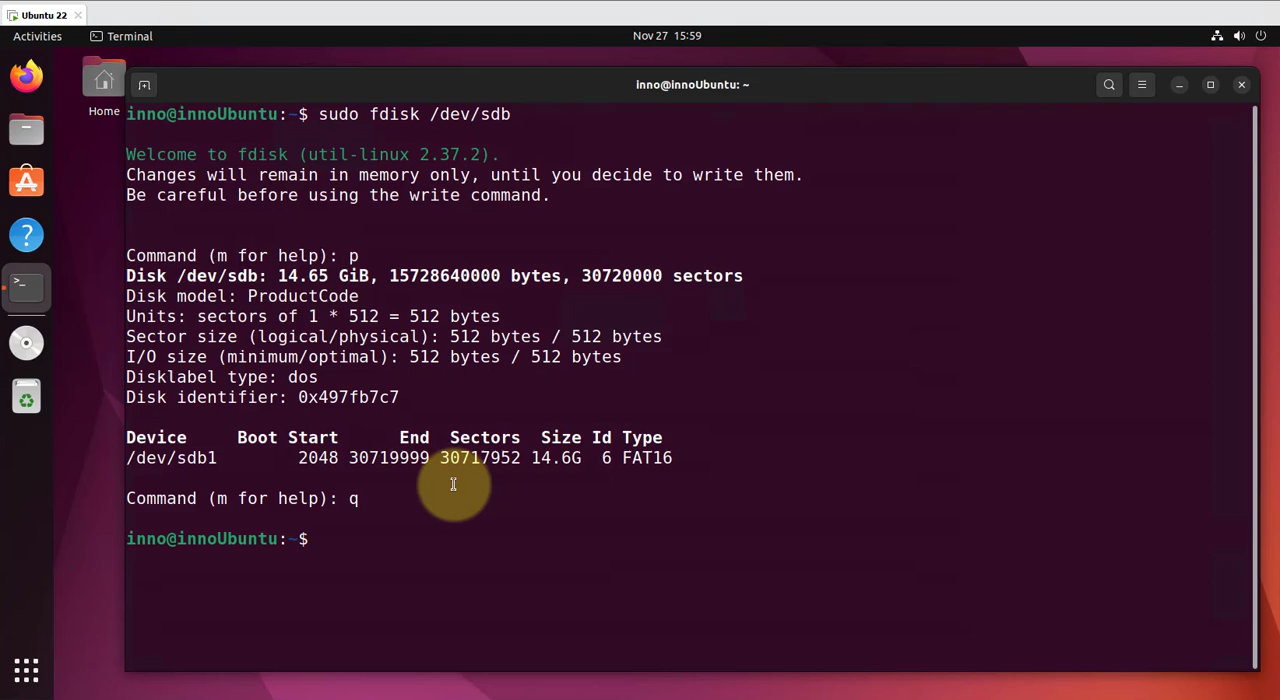 Ubuntu 22
Activities
Terminal
Nov 27 15:59
Home
inno@innoUbuntu: ~
inno@innoUbuntu:~$ sudo fdisk /dev/sdb
Welcome to fdisk (util-linux 2.37.2).
Changes will remain in memory only, until you decide to write them.
Be careful before using the write command.
Command (m for help): p
Disk /dev/sdb: 14.65 GiB, 15728640000 bytes, 30720000 sectors
Disk model: ProductCode
Units: sectors of 1 * 512 = 512 bytes
Sector size (logical/physical): 512 bytes / 512 bytes
I/O size (minimum/optimal): 512 bytes / 512 bytes
Disklabel type: dos
Disk identifier: 0x497fb7c7
Device Boot Start End Sectors Size Id Type
/dev/sdb1 2048 30719999 30717952 14.6G 6 FAT16
Command (m for help): q
inno@innoUbuntu:~$